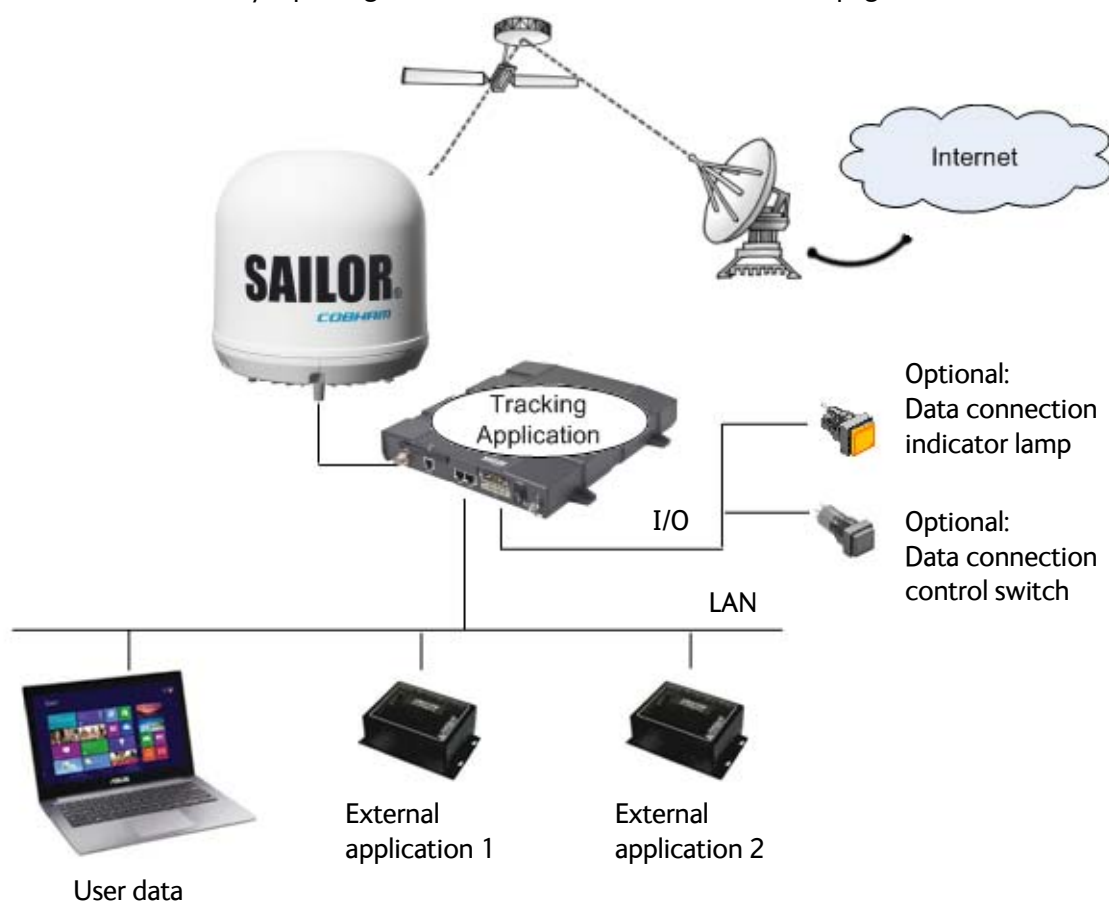 Internet
SAILOR®
COBHAM
Tracking
Application
Optional:
Data connection
indicator lamp
I/O
Optional:
Data connection
control switch
LAN
External
application 1
External
application 2
User data